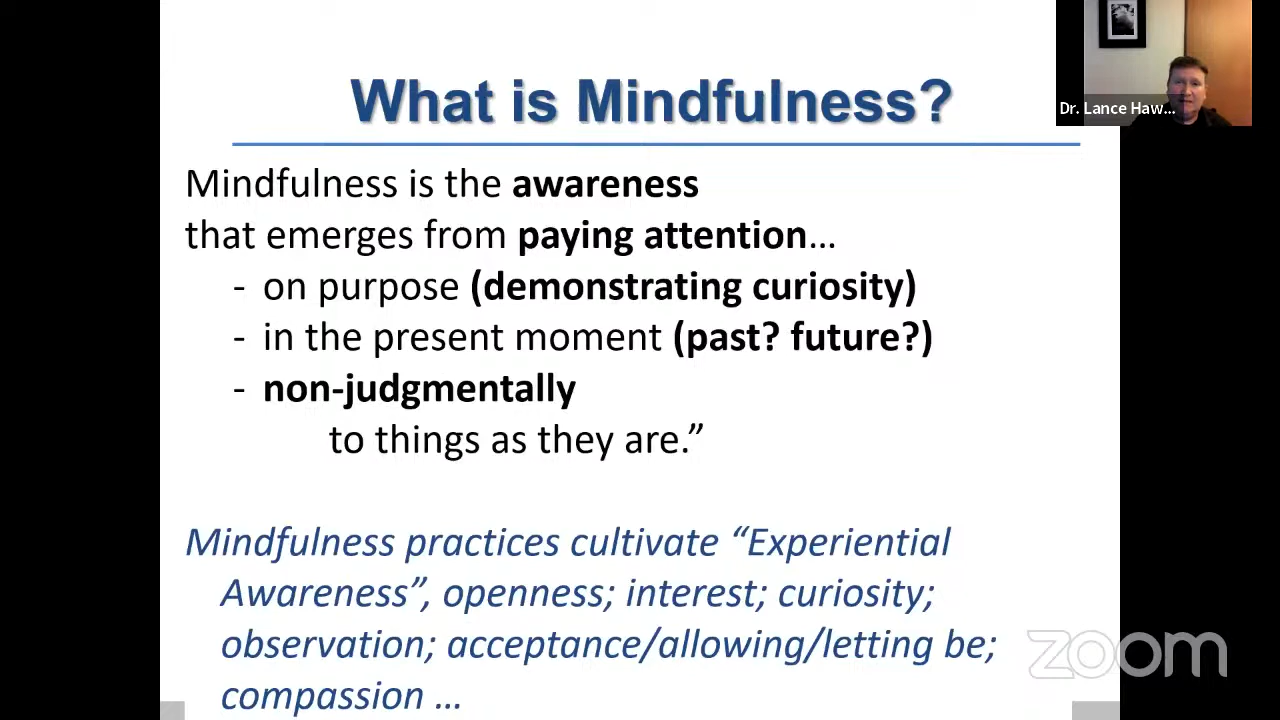 What is Mindfulness?
Dr. Lance Haw...
Mindfulness is the awareness
that emerges from paying attention…
- on purpose (demonstrating curiosity)
- in the present moment (past? future?)
- non-judgmentally
to things as they are.”
Mindfulness practices cultivate “Experiential
Awareness”, openness; interest; curiosity;
observation; acceptance/allowing/letting be;
compassion …
zoom